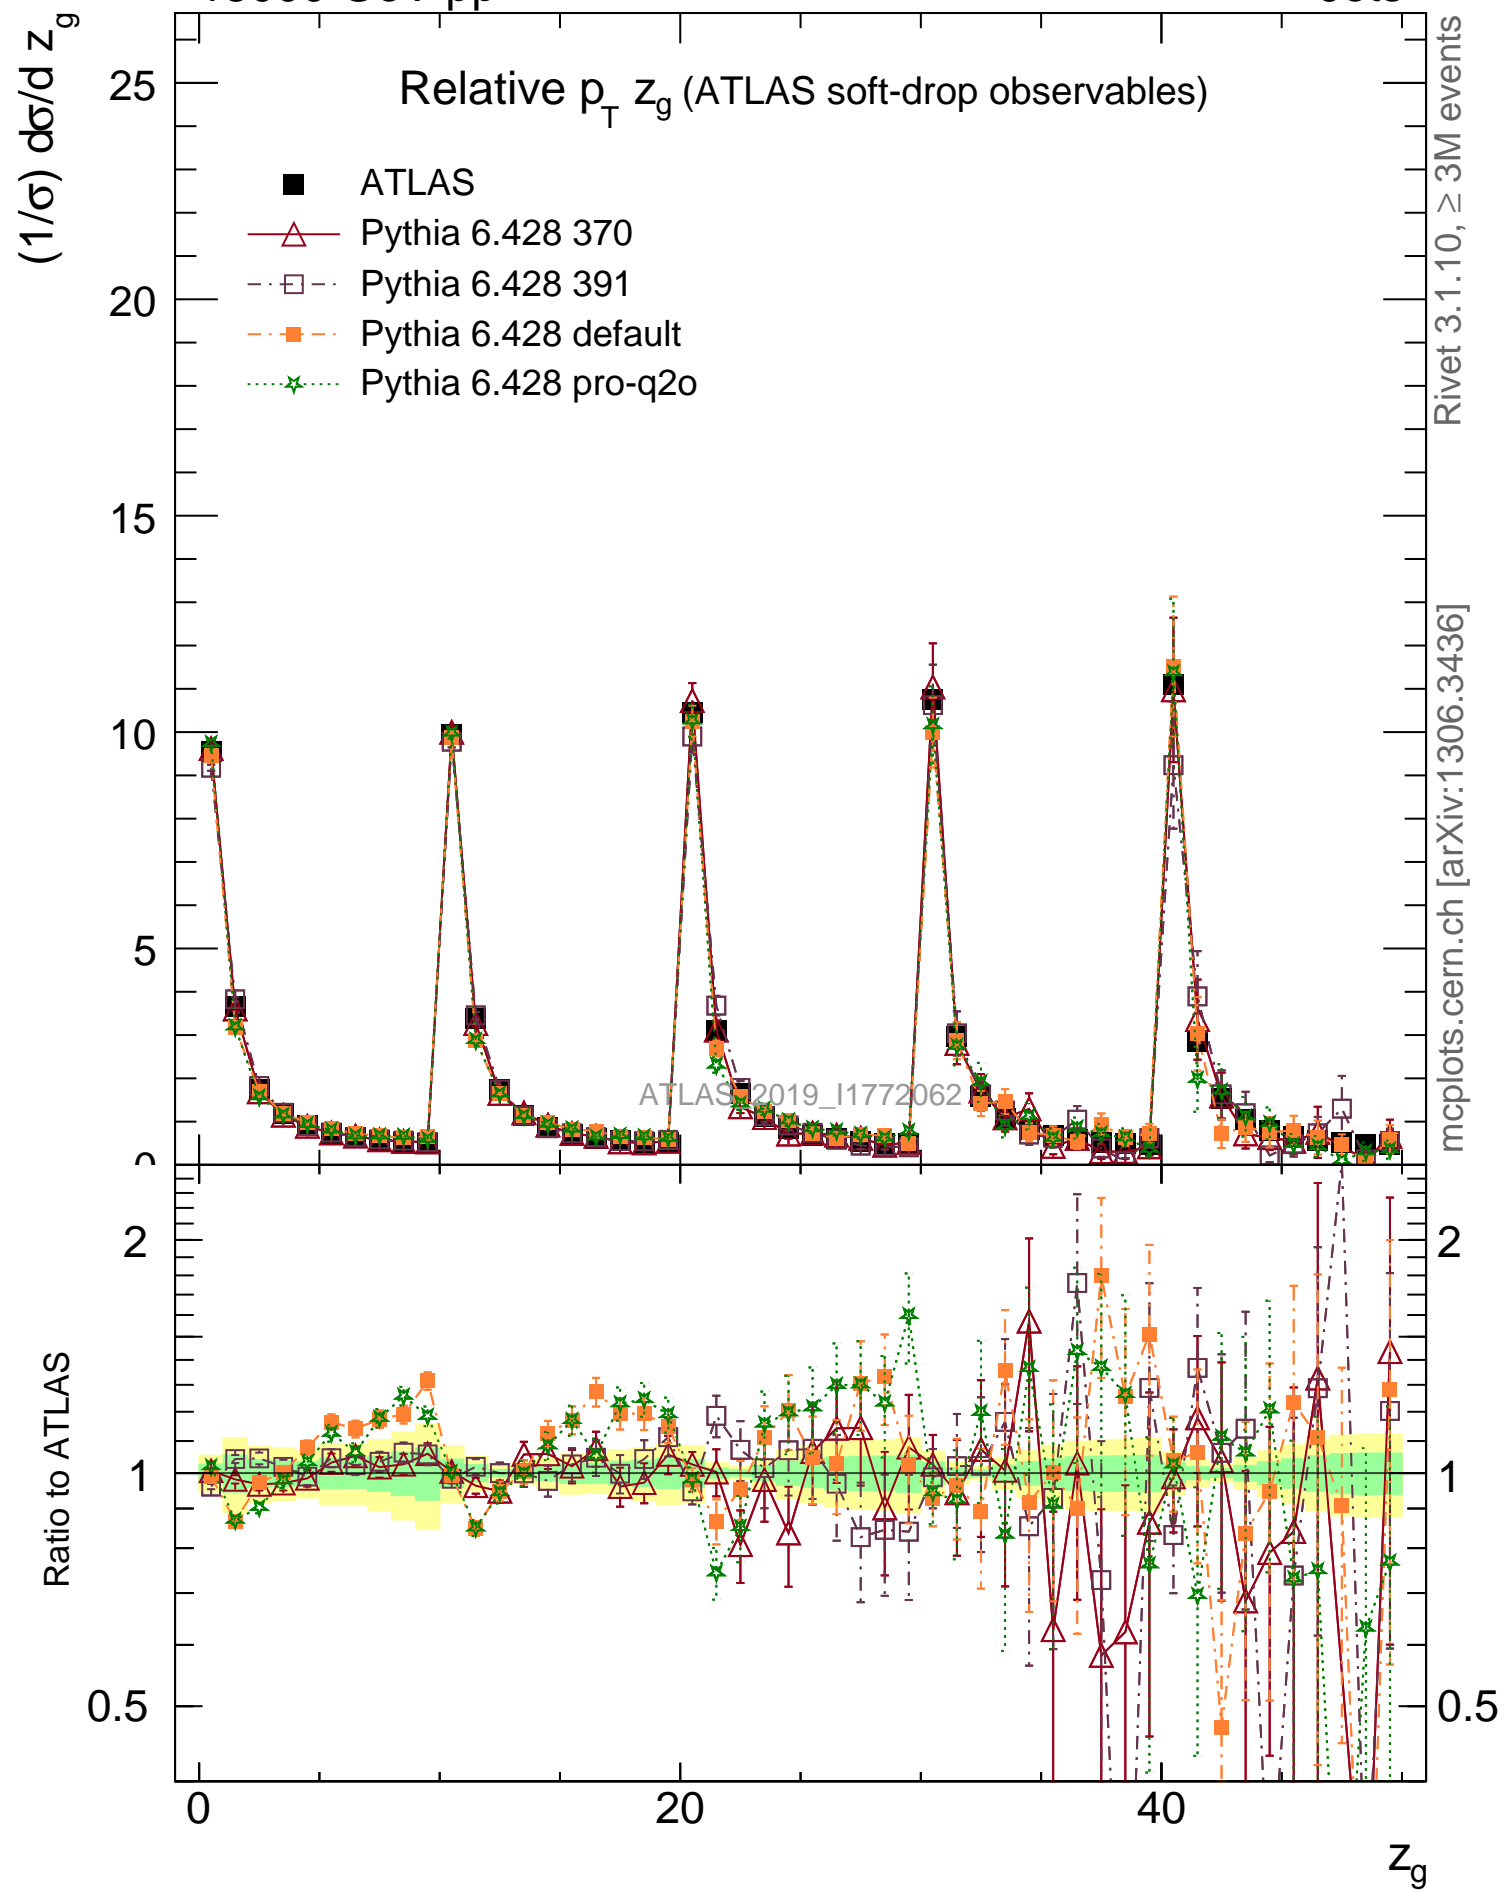 (1/σ) dσ/d z_g
Relative p_T z_g (ATLAS soft-drop observables)
ATLAS
Pythia 6.428 370
Pythia 6.428 391
Pythia 6.428 default
Pythia 6.428 pro-q2o
25
20
15
10
5
0
ATLAS_2019_I1772062
Rivet 3.1.10, ≥ 3M events
mcplots.cern.ch [arXiv:1306.3436]
Ratio to ATLAS
2
1
0.5
2
1
0.5
0
20
40
z_g